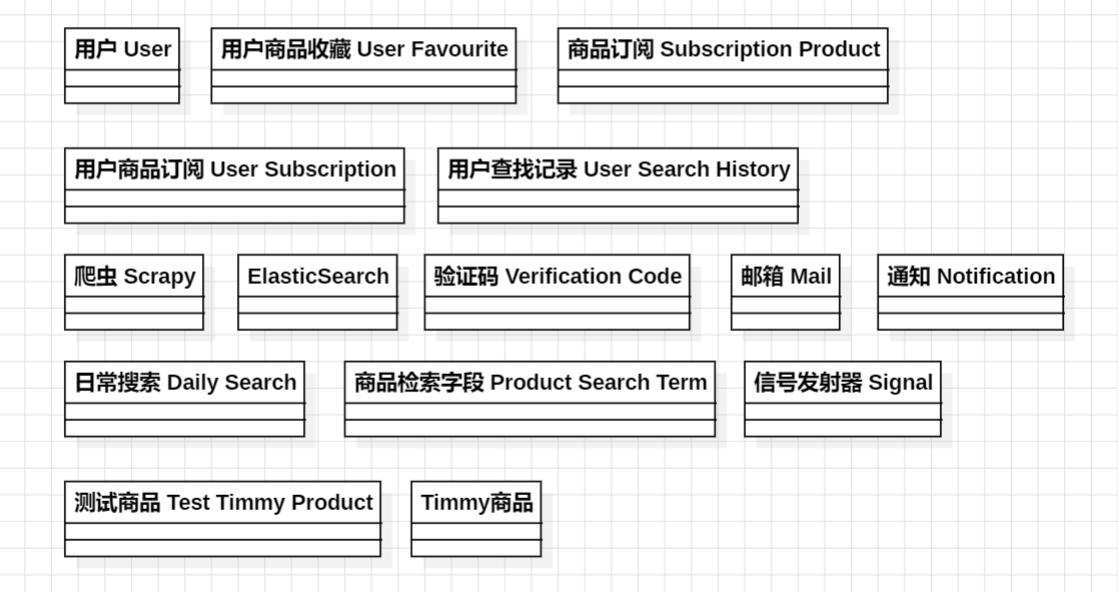 用户 User
用户商品收藏 User Favourite
商品订阅 Subscription Product
用户商品订阅 User Subscription
用户查找记录 User Search History
爬虫 Scrapy
ElasticSearch
验证码 Verification Code
邮箱 Mail
通知 Notification
日常搜索 Daily Search
商品检索字段 Product Search Term
信号发射器 Signal
测试商品 Test Timmy Product
Timmy商品